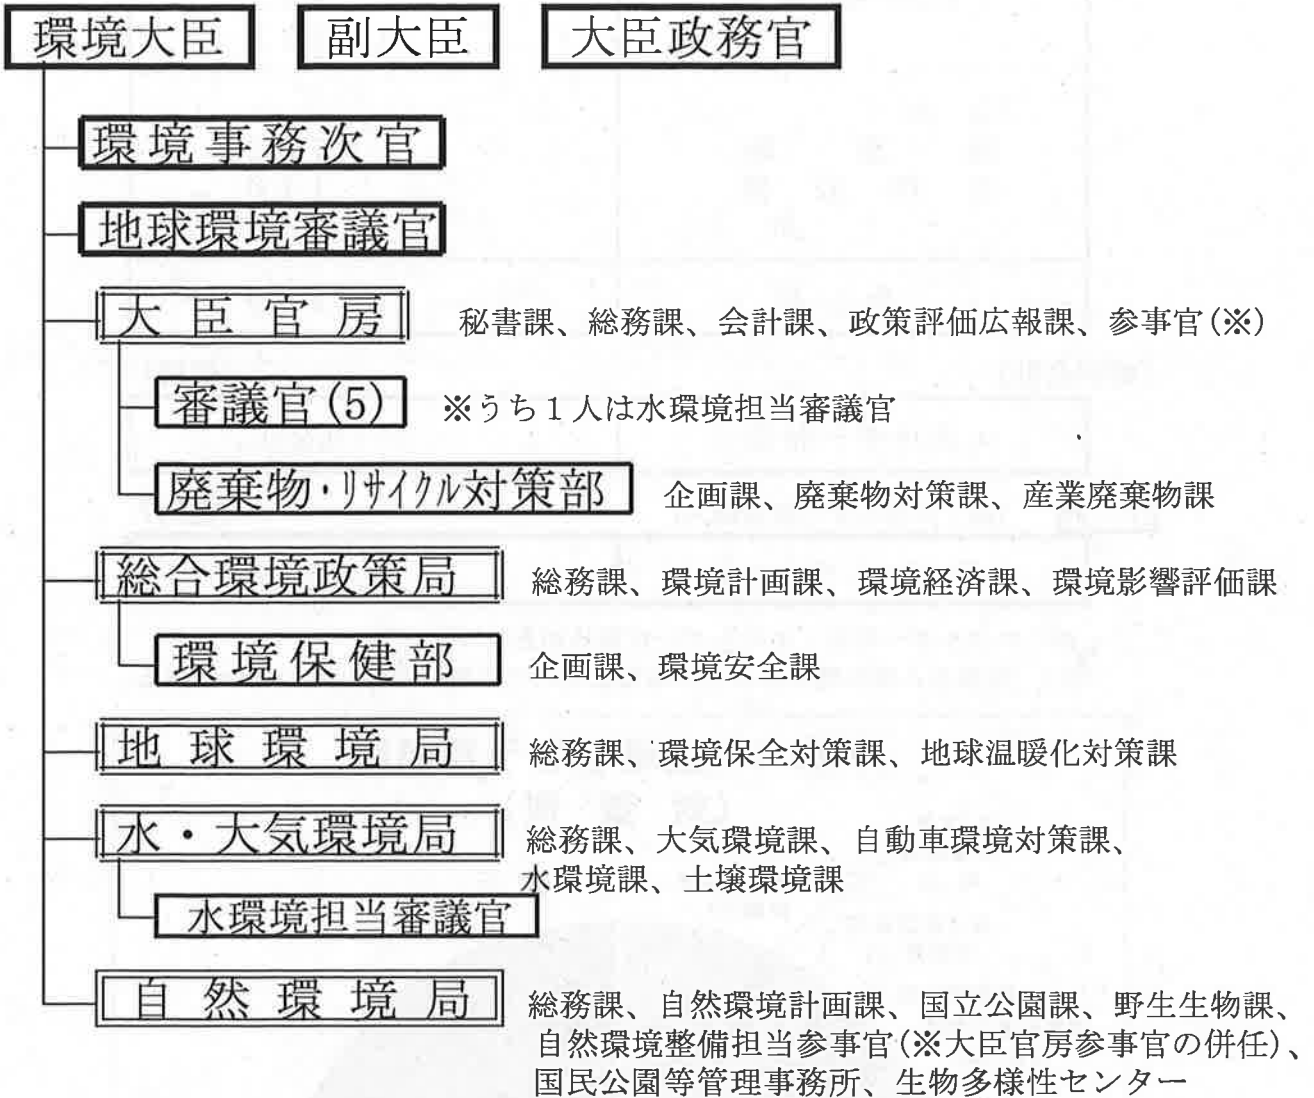 環境大臣 副大臣 大臣政務官
環境事務次官
地球環境審議官
大臣官房 秘書課、総務課、会計課、政策評価広報課、参事官(※)
審議官(5) ※うち1人は水環境担当審議官
廃棄物・リサイクル対策部 企画課、廃棄物対策課、産業廃棄物課
総合環境政策局 総務課、環境計画課、環境経済課、環境影響評価課
環境保健部 企画課、環境安全課
地球環境局 総務課、環境保全対策課、地球温暖化対策課
水・大気環境局 総務課、大気環境課、自動車環境対策課、
水環境課、土壌環境課
水環境担当審議官
自然環境局 総務課、自然環境計画課、国立公園課、野生生物課、
自然環境整備担当参事官(※大臣官房参事官の併任)、
国民公園等管理事務所、生物多様性センター